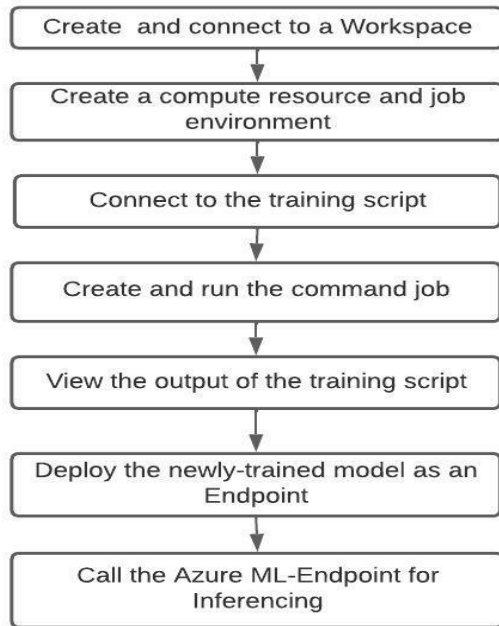 Create and connect to a Workspace
Create a compute resource and job
environment
Connect to the training script
Create and run the command job
View the output of the training script
Deploy the newly-trained model as an
Endpoint
Call the Azure ML-Endpoint for
Inferencing